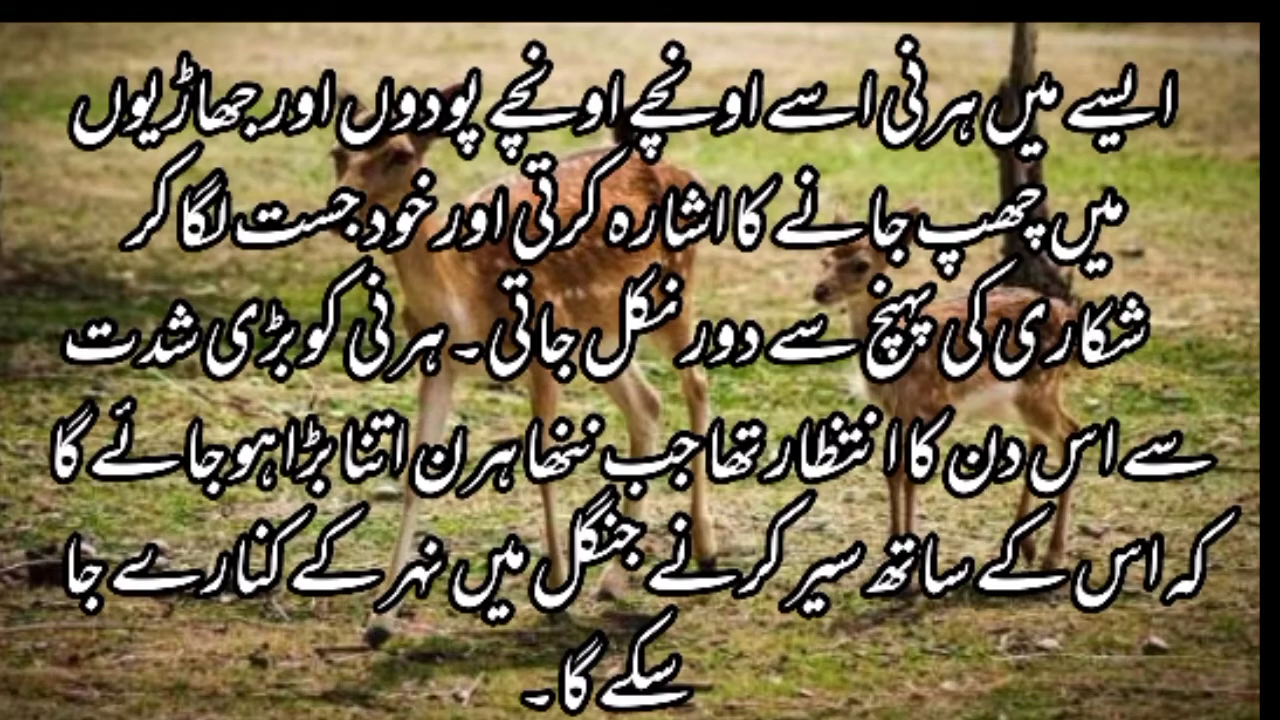 ایسے میں ہرنی اسے اونچے اونچے پودوں اور جھاڑیوں
میں چھپ جانے کا اشارہ کرتی اور خود جست لگا کر
شکاری کی پہنچ سے دور نکل جاتی۔ ہرنی کو بڑی شدت
سے اس دن کا انتظار تھا جب ننھا ہرن اتنا بڑا ہو جائے گا
کہ اس کے ساتھ سیر کرنے جنگل میں نہر کے کنارے جا
سکے گا۔